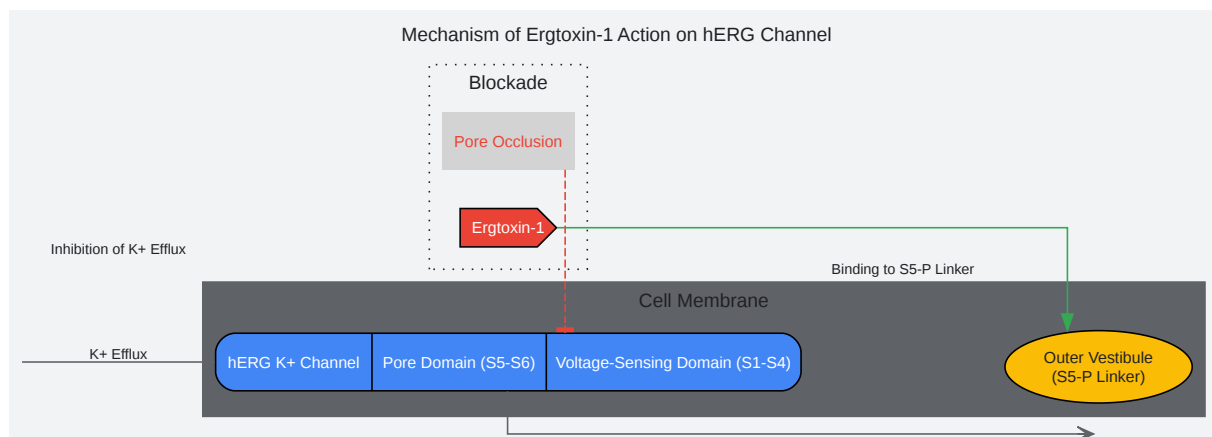 Mechanism of Ergtoxin-1 Action on hERG Channel
Blockade
Pore Occlusion
Ergtoxin-1
Inhibition of K+ Efflux
Binding to S5-P Linker
Cell Membrane
K+ Efflux
hERG K+ Channel
Pore Domain (S5-S6)
Voltage-Sensing Domain (S1-S4)
Outer Vestibule
(S5-P Linker)